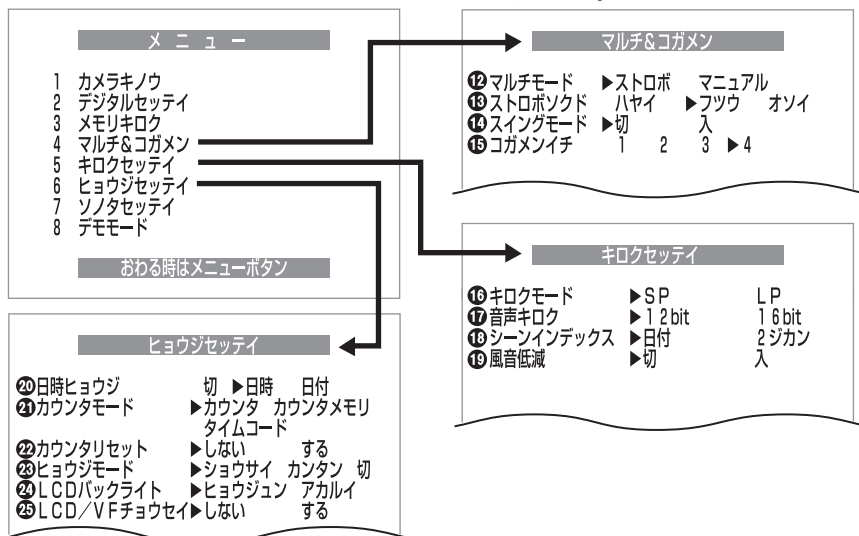 メ ニ ュ ー
1 カメラキノウ
2 デジタルセッテイ
3 メモリキロク
4 マルチ&コガメン
5 キロクセッテイ
6 ヒョウジセッテイ
7 ソノタセッテイ
8 デモモード
おわる時はメニューボタン
マルチ&コガメン
⓬マルチモード ▶ストロボ マニュアル
⓭ストロボソクド ハヤイ ▶フツウ オソイ
⓮スイングモード ▶切 入
⓯コガメンイチ 1 2 3 ▶4
キロクセッテイ
⓰キロクモード ▶SP LP
⓱音声キロク ▶12bit 16bit
⓲シーンインデックス ▶日付 2ジカン
⓳風音低減 ▶切 入
ヒョウジセッテイ
⓴日時ヒョウジ 切 ▶日時 日付
㉑カウンタモード ▶カウンタ カウンタメモリ
タイムコード
㉒カウンタリセット ▶しない する
㉓ヒョウジモード ▶ショウサイ カンタン 切
㉔LCDバックライト ▶ヒョウジュン アカルイ
㉕LCD/VFチョウセイ▶しない する